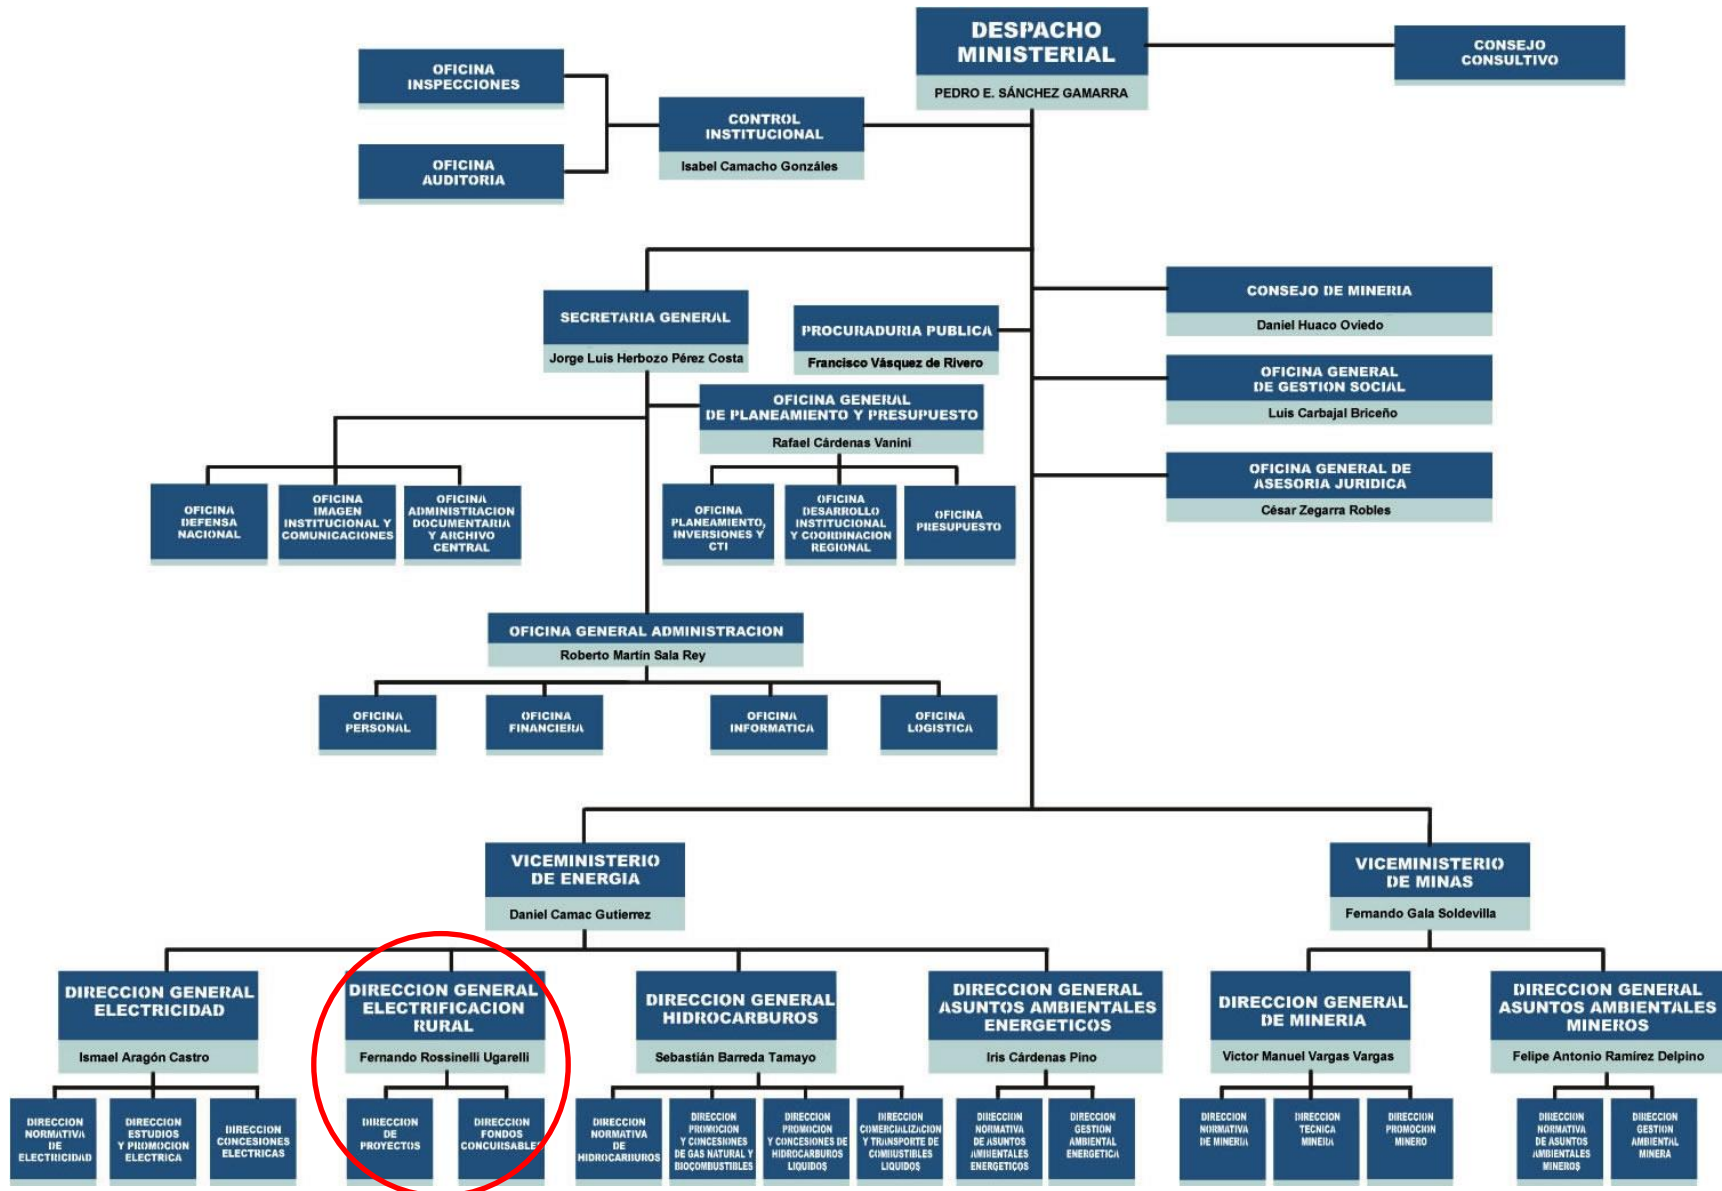 DESPACHO
MINISTERIAL
PEDRO E. SÁNCHEZ GAMARRA
CONSEJO
CONSULTIVO
OFICINA
INSPECCIONES
CONTROL
INSTITUCIONAL
Isabel Camacho Gonzáles
OFICINA
AUDITORIA
SECRETARIA GENERAL
Jorge Luis Herbozo Pérez Costa
PROCURADURIA PUBLICA
Francisco Vásquez de Rivero
CONSEJO DE MINERIA
Daniel Huaco Oviedo
OFICINA GENERAL
DE GESTION SOCIAL
Luis Carbajal Briceño
OFICINA GENERAL
DE PLANEAMIENTO Y PRESUPUESTO
Rafael Cárdenas Vanini
OFICINA GENERAL DE
ASESORIA JURIDICA
César Zegarra Robles
OFICINA
DEFENSA
NACIONAL
OFICINA
IMAGEN
INSTITUCIONAL Y
COMUNICACIONES
OFICINA
ADMINISTRACION
DOCUMENTARIA
Y ARCHIVO
CENTRAL
OFICINA
PLANEAMIENTO,
INVERSIONES Y
CTI
OFICINA
DESARROLLO
INSTITUCIONAL
Y COORDINACION
REGIONAL
OFICINA
PRESUPUESTO
OFICINA GENERAL ADMINISTRACION
Roberto Martín Sala Rey
OFICINA
PERSONAL
OFICINA
FINANCIERA
OFICINA
INFORMATICA
OFICINA
LOGISTICA
VICEMINISTERIO
DE ENERGIA
Daniel Camac Gutierrez
VICEMINISTERIO
DE MINAS
Fernando Gala Soldevilla
DIRECCION GENERAL
ELECTRICIDAD
Ismael Aragón Castro
DIRECCION GENERAL
ELECTRIFICACION
RURAL
Fernando Rossinelli Ugarelli
DIRECCION GENERAL
HIDROCARBUROS
Sebastián Barreda Tamayo
DIRECCION GENERAL
ASUNTOS AMBIENTALES
ENERGETICOS
Iris Cárdenas Pino
DIRECCION GENERAL
DE MINERIA
Victor Manuel Vargas Vargas
DIRECCION GENERAL
ASUNTOS AMBIENTALES
MINEROS
Felipe Antonio Ramírez Delpino
DIRECCION
NORMATIVA
DE
ELECTRICIDAD
DIRECCION
ESTUDIOS
Y PROMOCION
ELECTRICA
DIRECCION
CONCESIONES
ELECTRICAS
DIRECCION
DE
PROYECTOS
DIRECCION
FONDOS
CONCURSABLES
DIRECCION
NORMATIVA
DE
HIDROCARBUROS
DIRECCION
PROMOCION
Y CONCESIONES
DE GAS NATURAL Y
BIOCOMBUSTIBLES
DIRECCION
PROMOCION
Y CONCESIONES DE
HIDROCARBUROS
LIQUIDOS
DIRECCION
COMERCIALIZACION
Y TRANSPORTE DE
COMBUSTIBLES
LIQUIDOS
DIRECCION
NORMATIVA
DE ASUNTOS
AMBIENTALES
ENERGETICOS
DIRECCION
GESTION
AMBIENTAL
ENERGETICA
DIRECCION
NORMATIVA
DE MINERIA
DIRECCION
TECNICA
MINERA
DIRECCION
PROMOCION
MINERO
DIRECCION
NORMATIVA
DE ASUNTOS
AMBIENTALES
MINEROS
DIRECCION
GESTION
AMBIENTAL
MINERA